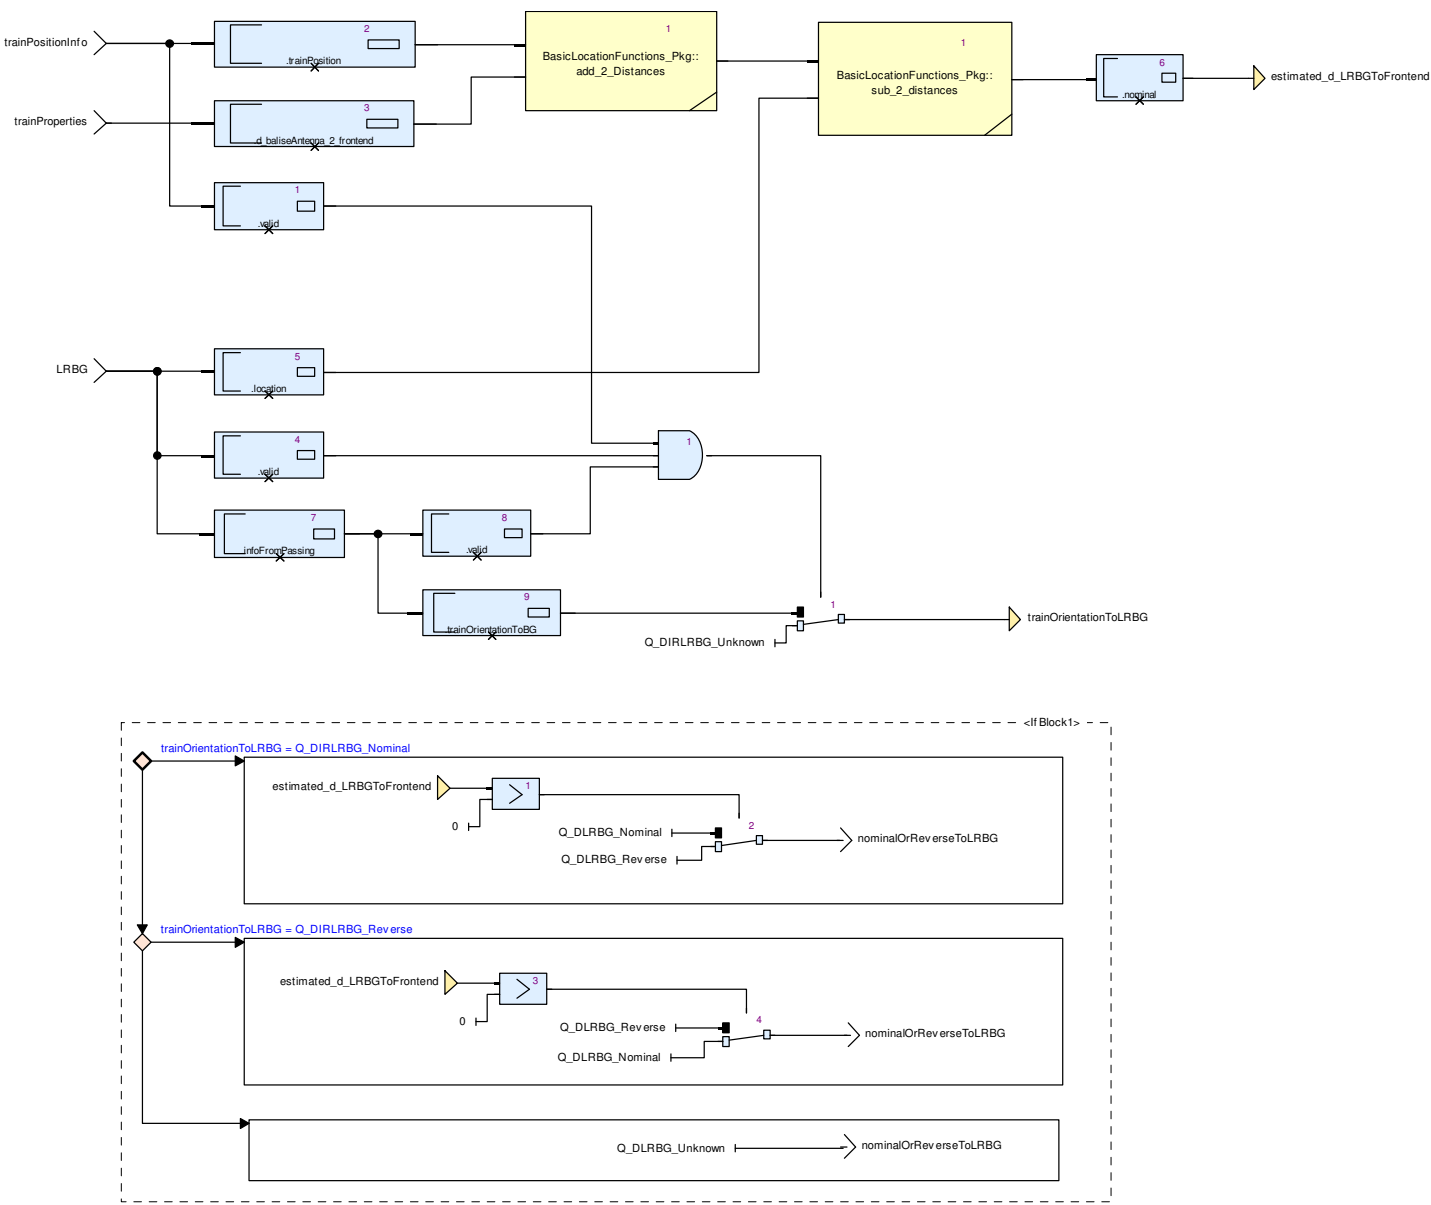 trainPositionInfo
2
.trainPosition
1
BasicLocationFunctions_Pkg::
add_2_Distances
1
BasicLocationFunctions_Pkg::
sub_2_distances
6
.nominal
estimated_d_LRBGToFrontend
trainProperties
3
.d_baliseAntenna_2_frontend
1
.valid
LRBG
5
.location
4
.valid
1
7
.infoFromPassing
8
.valid
9
.trainOrientationToBG
1
Q_DIRLRBG_Unknown
trainOrientationToLRBG
<If Block1>
trainOrientationToLRBG = Q_DIRLRBG_Nominal
estimated_d_LRBGToFrontend
1
0
Q_DLRBG_Nominal
2
Q_DLRBG_Reverse
nominalOrReverseToLRBG
trainOrientationToLRBG = Q_DIRLRBG_Reverse
estimated_d_LRBGToFrontend
3
0
Q_DLRBG_Reverse
4
Q_DLRBG_Nominal
nominalOrReverseToLRBG
Q_DLRBG_Unknown
nominalOrReverseToLRBG